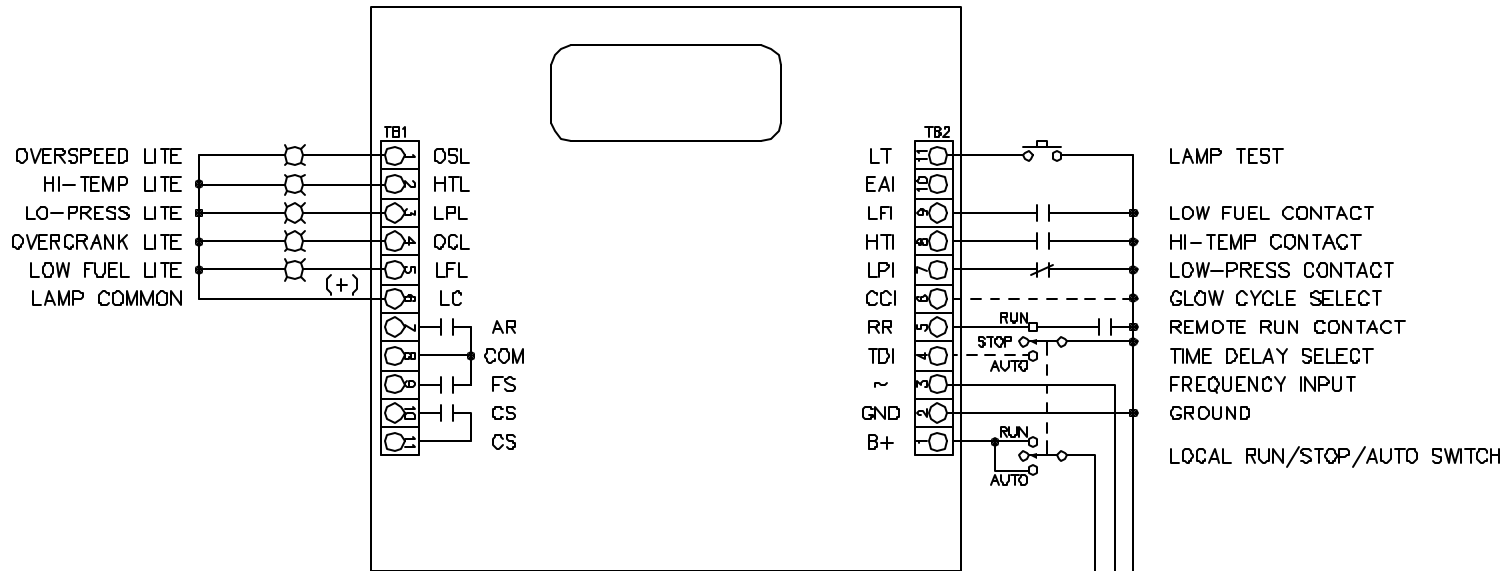 TB1
TB2
OVERSPEED LITE 1 OSL
LT 11 LAMP TEST
HI-TEMP LITE 2 HTL
EAI 10
LO-PRESS LITE 3 LPL
LFI 9 LOW FUEL CONTACT
OVERCRANK LITE 4 OCL
HTI 8 HI-TEMP CONTACT
LOW FUEL LITE 5 LFL
LPI 7 LOW-PRESS CONTACT
LAMP COMMON (+) 6 LC
CCI 6 GLOW CYCLE SELECT
7 AR
RR 5 RUN REMOTE RUN CONTACT
STOP
8 COM
TDI 4 TIME DELAY SELECT
AUTO
9 FS
~ 3 FREQUENCY INPUT
10 CS
GND 2 GROUND
11 CS
B+ 1 RUN
LOCAL RUN/STOP/AUTO SWITCH
AUTO